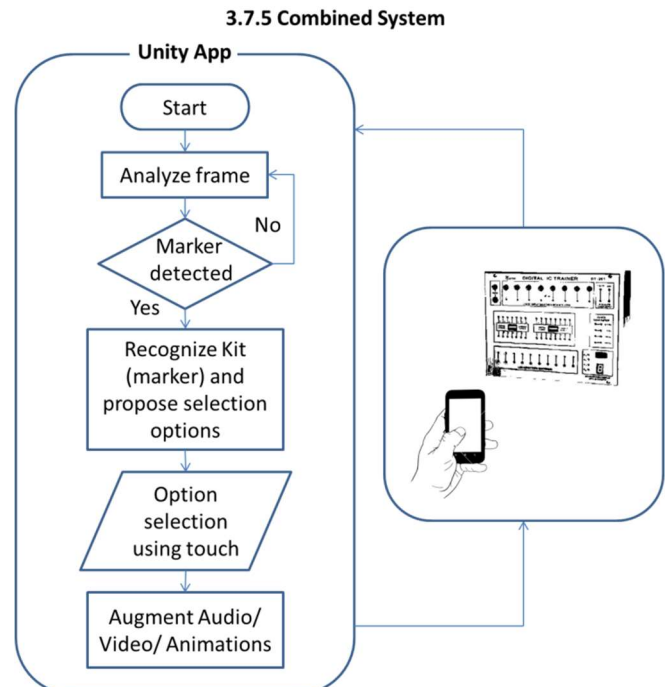 3.7.5 Combined System
Unity App
Start
Analyze frame
No
Marker
detected
Yes
Recognize Kit
(marker) and
propose selection
options
Option
selection
using touch
Augment Audio/
Video/ Animations
DIGITAL IC TRAINER